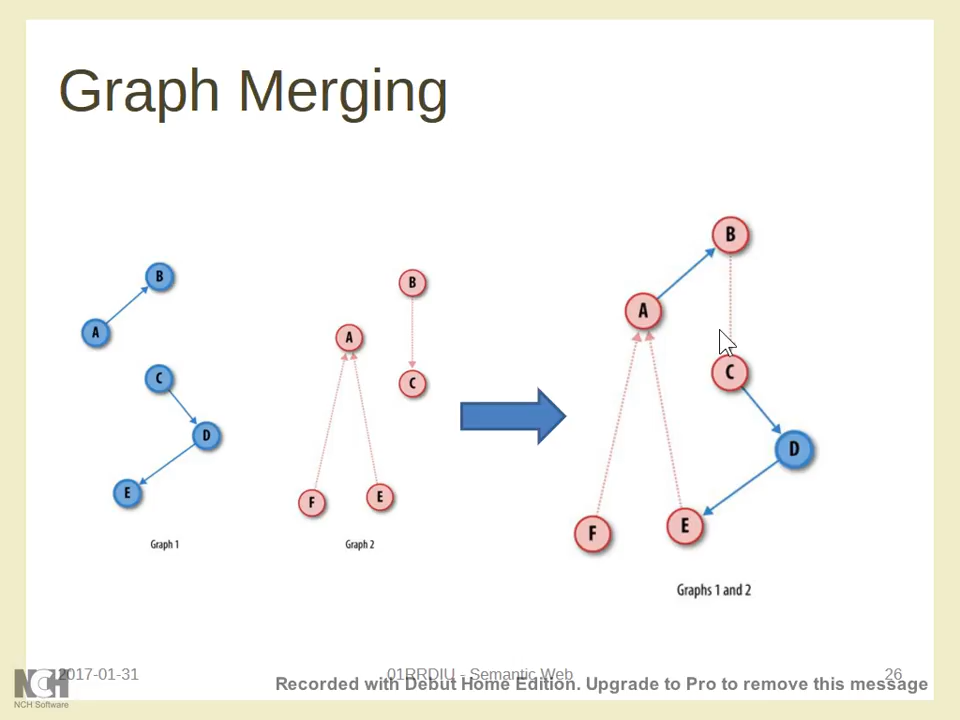 Graph Merging
B
A
C
D
E
Graph 1
B
A
C
F
E
Graph 2
B
A
C
D
F
E
Graphs 1 and 2
2017-01-31
01RRDIU - Semantic Web
26
Recorded with Debut Home Edition. Upgrade to Pro to remove this message
NCH
NCH Software